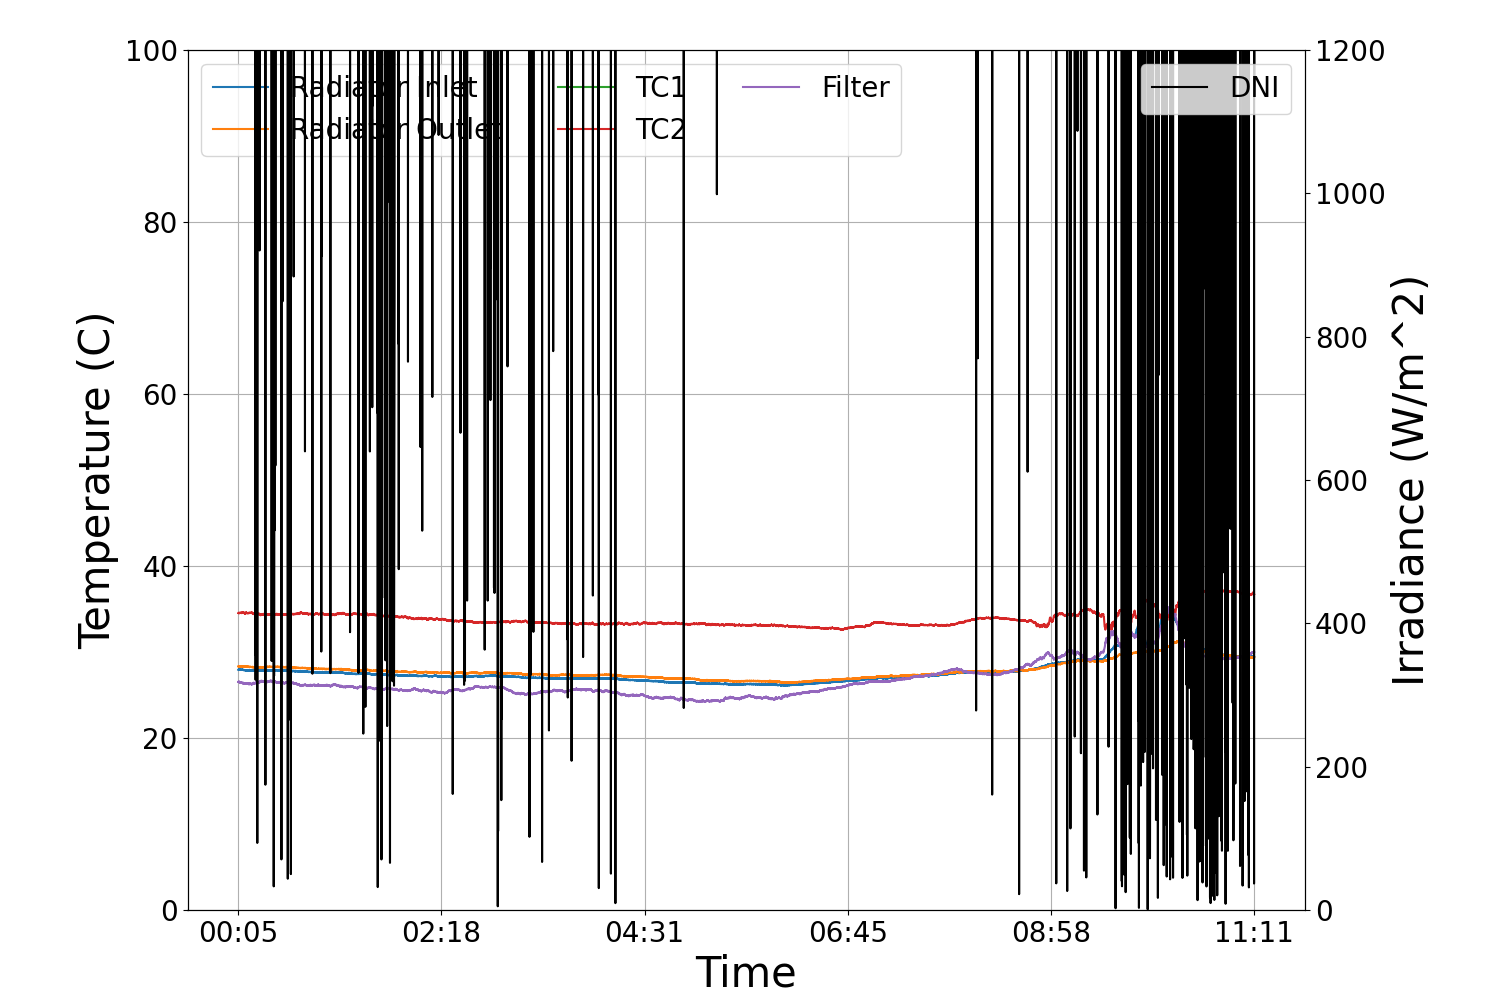 100
80
60
40
20
0
Temperature (C)
Radiator Inlet
Radiator Outlet
TC1
TC2
Filter
DNI
1200
1000
800
600
400
200
0
Irradiance (W/m^2)
00:05
02:18
04:31
06:45
08:58
11:11
Time